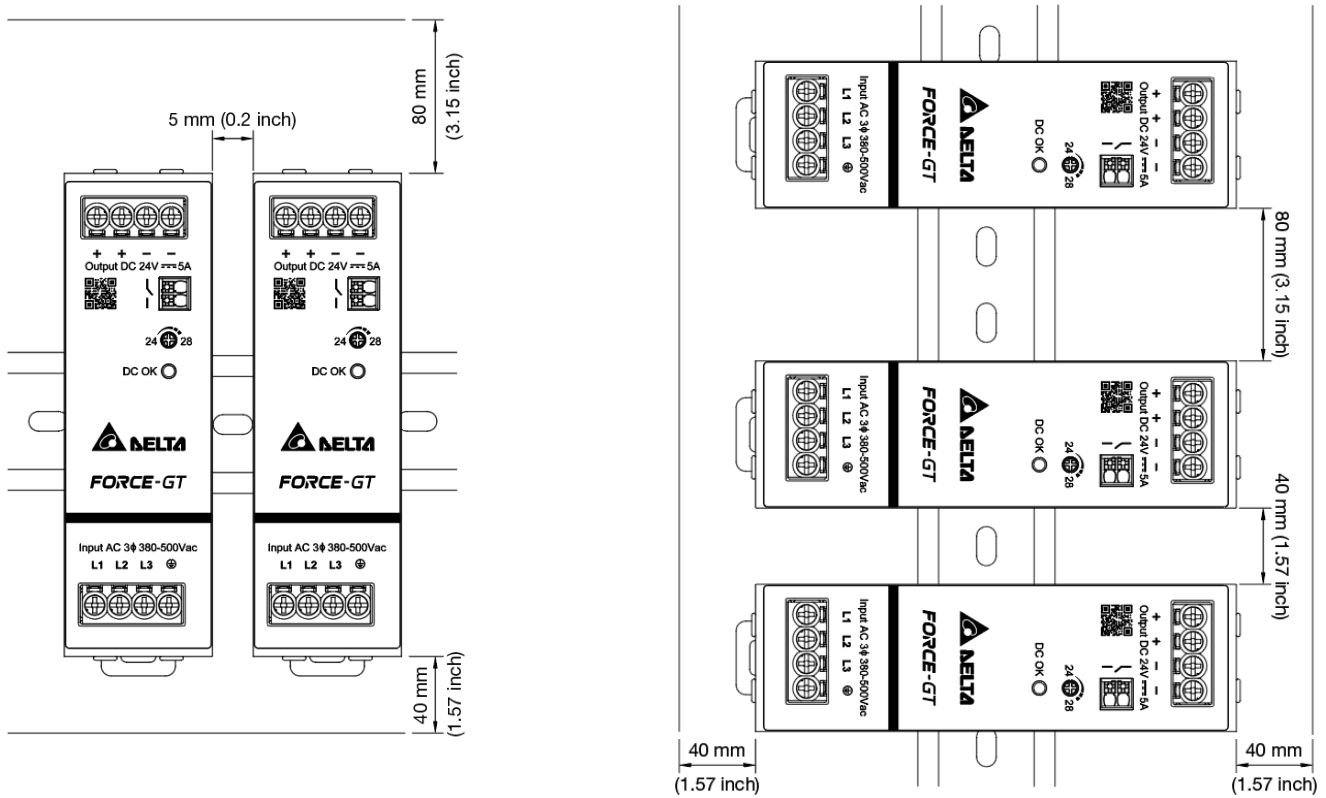 80 mm
(3.15 inch)
5 mm (0.2 inch)
+ + − −
Output DC 24V ⎓ 5A
24 28
DC OK
DELTA
FORCE-GT
Input AC 3ϕ 380-500Vac
L1 L2 L3
+ + − −
Output DC 24V ⎓ 5A
24 28
DC OK
DELTA
FORCE-GT
Input AC 3ϕ 380-500Vac
L1 L2 L3
40 mm
(1.57 inch)
L1 L2 L3
Input AC 3ϕ 380-500Vac
FORCE-GT
DELTA
DC OK
24 28
Output DC 24V ⎓ 5A
+ + − −
80 mm (3.15 inch)
L1 L2 L3
Input AC 3ϕ 380-500Vac
FORCE-GT
DELTA
DC OK
24 28
Output DC 24V ⎓ 5A
+ + − −
40 mm (1.57 inch)
L1 L2 L3
Input AC 3ϕ 380-500Vac
FORCE-GT
DELTA
DC OK
24 28
Output DC 24V ⎓ 5A
+ + − −
40 mm
(1.57 inch)
40 mm
(1.57 inch)